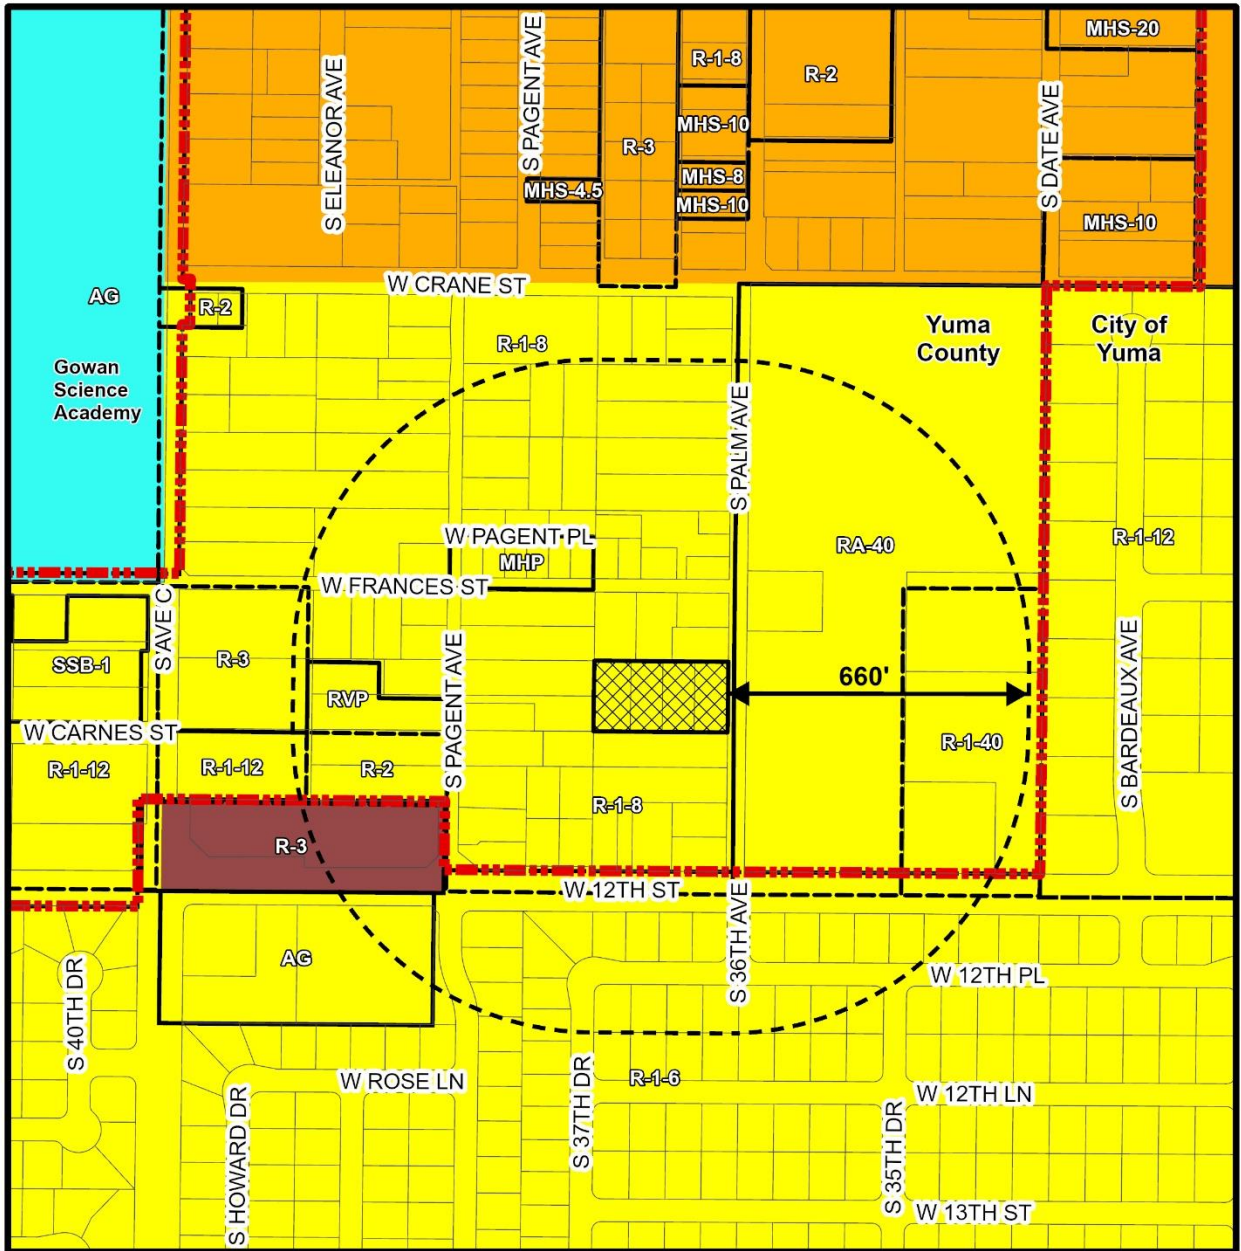 MHS-20
S PAGENT AVE
R-1-8
R-2
S ELEANOR AVE
S DATE AVE
MHS-10
R-3
MHS-8
MHS-4.5
MHS-10
MHS-10
W CRANE ST
AG
R-2
Yuma
County
City of
Yuma
R-1-8
Gowan
Science
Academy
S PALM AVE
W PAGENT PL
MHP
RA-40
R-1-12
W FRANCES ST
S AVE C
SSB-1
R-3
RVP
S PAGENT AVE
660'
S BARDEAUX AVE
W CARNES ST
R-1-12
R-1-12
R-2
R-1-40
R-1-8
R-3
W 12TH ST
S 36TH AVE
AG
W 12TH PL
S 40TH DR
W ROSE LN
S 37TH DR
R-1-6
W 12TH LN
S HOWARD DR
S 35TH DR
W 13TH ST